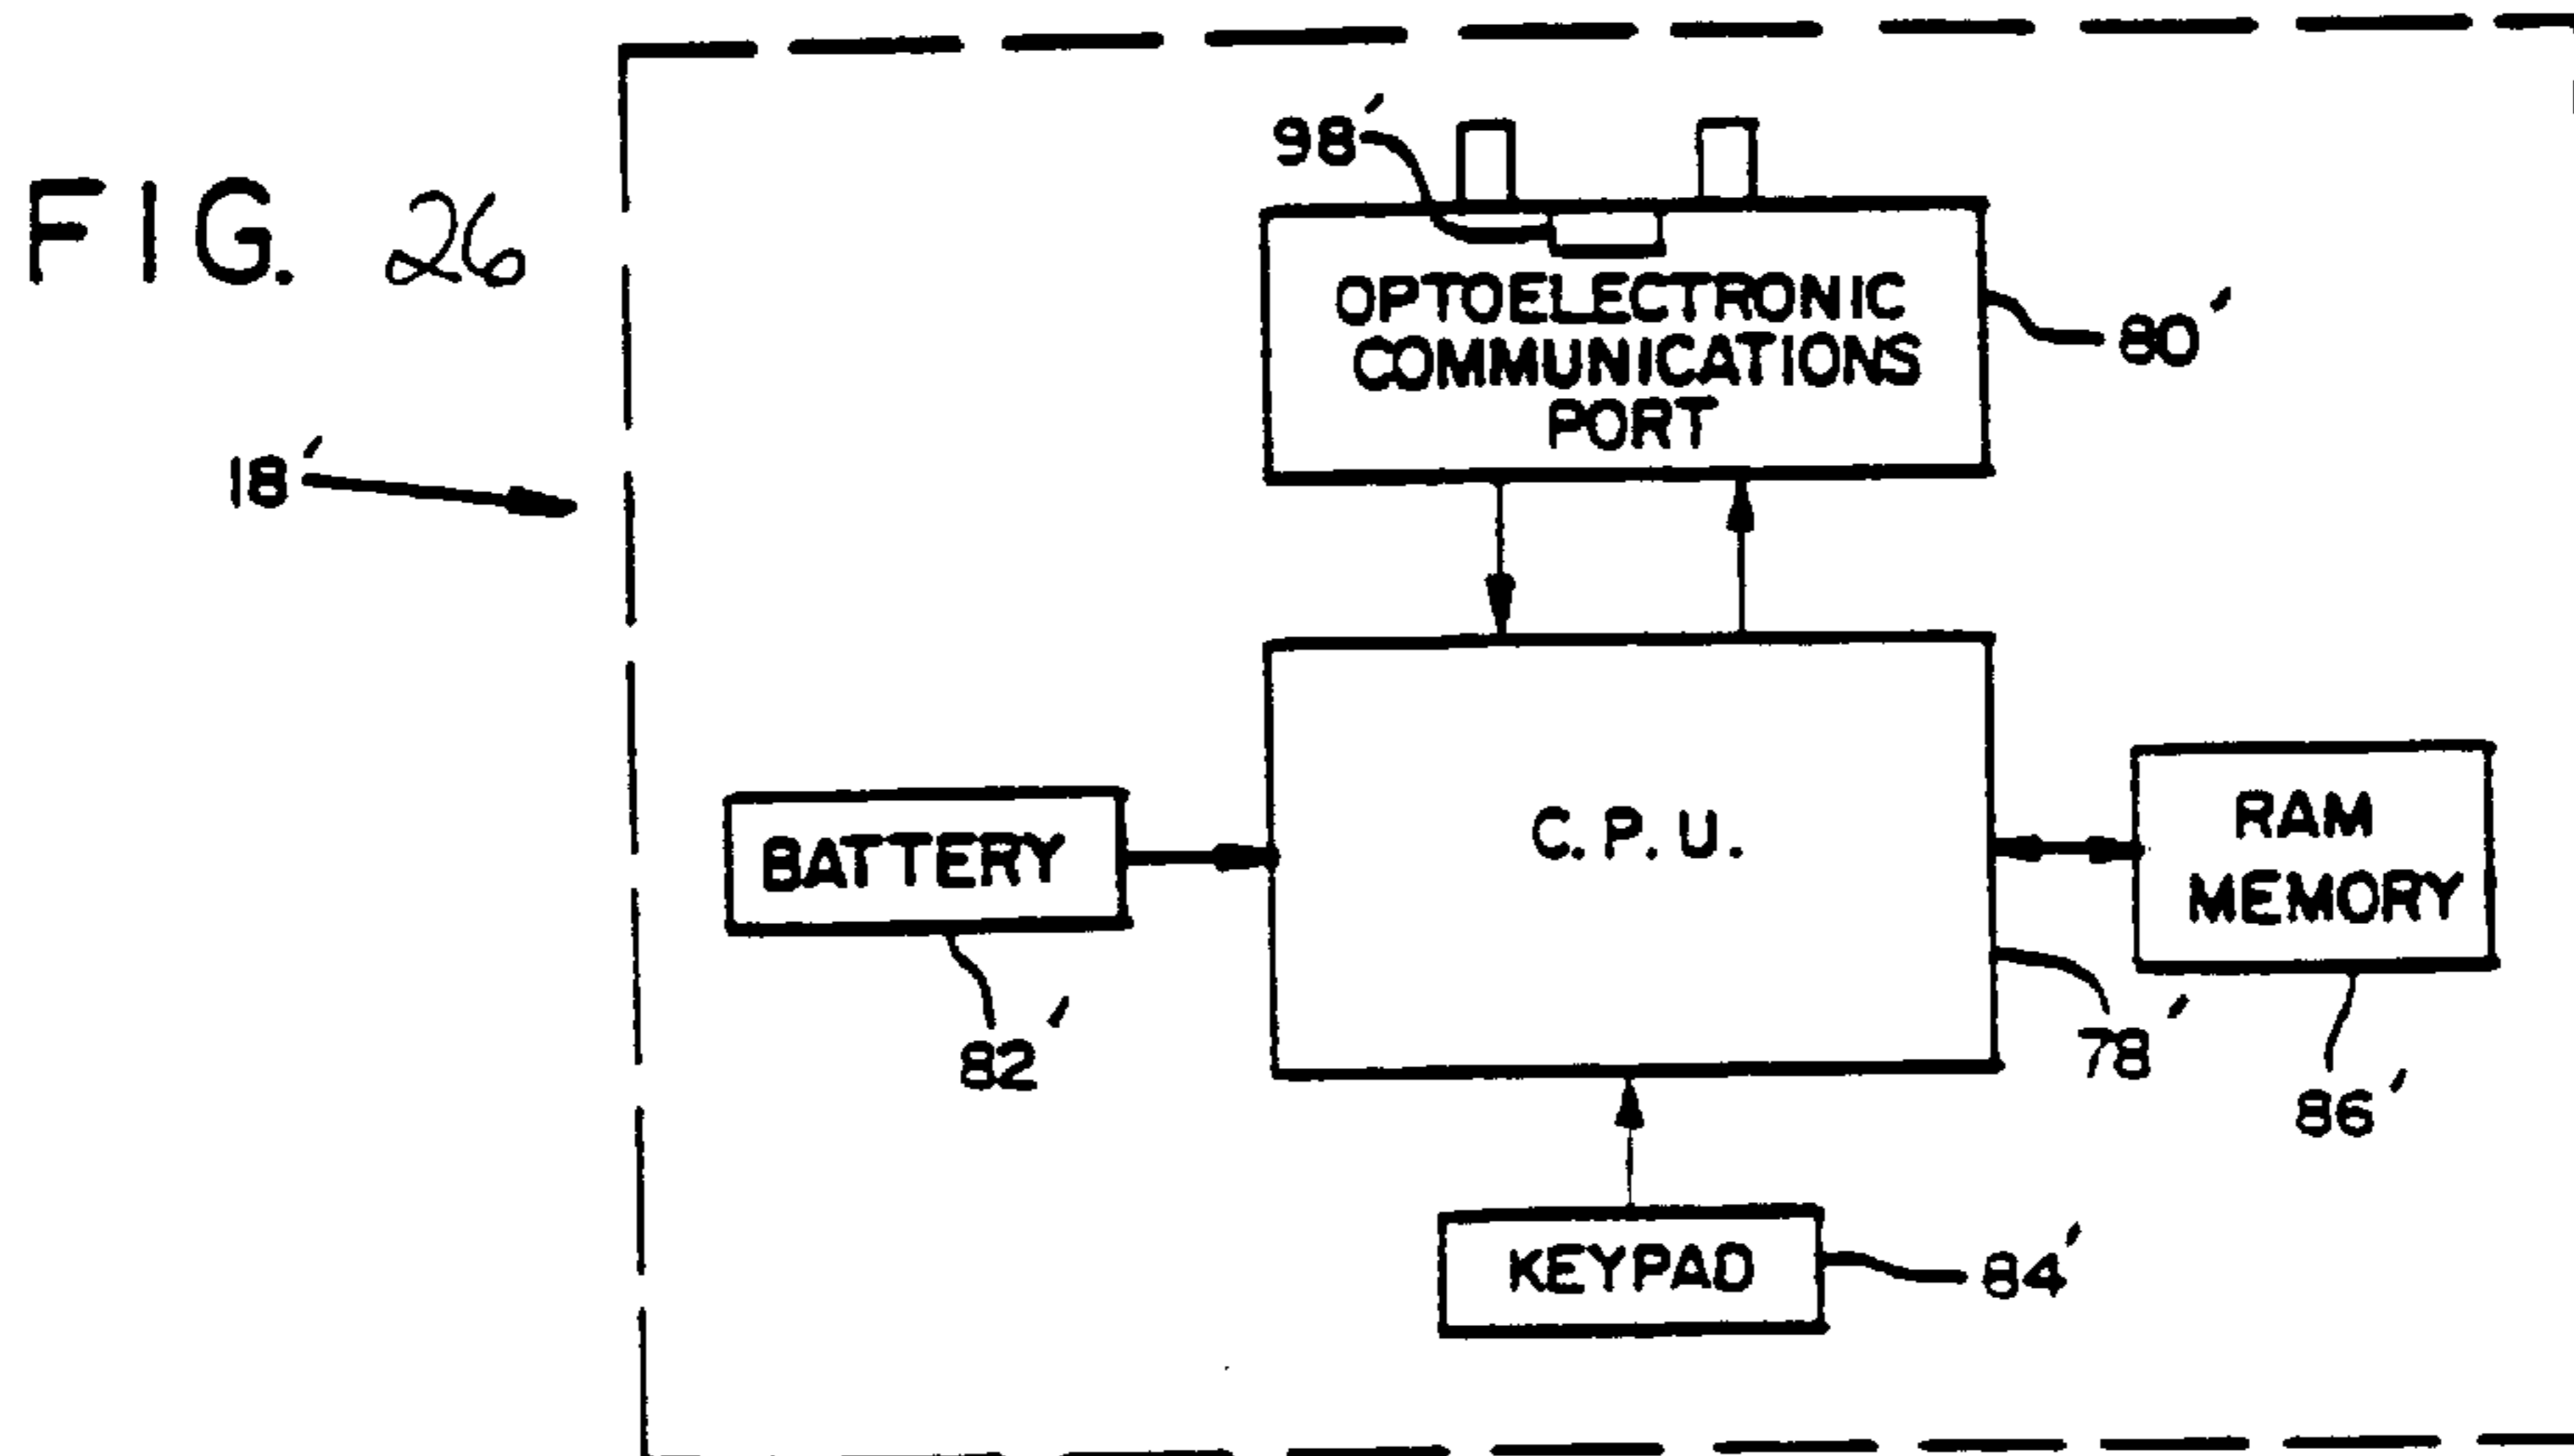 FIG. 26
98'
OPTOELECTRONIC
COMMUNICATIONS
PORT
80'
18'
C.P.U.
BATTERY
RAM
MEMORY
82'
78'
86'
KEYPAD
84'